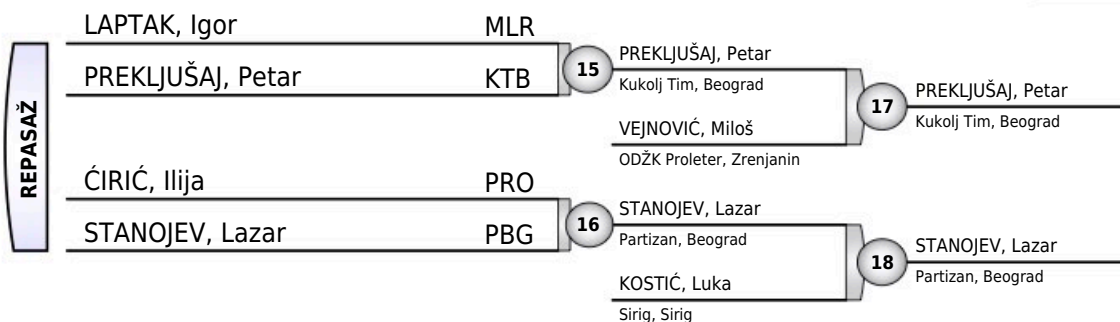 REPASAŽ
LAPTAK, Igor MLR
PREKLJUŠAJ, Petar KTB
15
PREKLJUŠAJ, Petar
Kukolj Tim, Beograd
VEJNOVIĆ, Miloš
ODŽK Proleter, Zrenjanin
17
PREKLJUŠAJ, Petar
Kukolj Tim, Beograd
ĆIRIĆ, Ilija PRO
STANOJEV, Lazar PBG
16
STANOJEV, Lazar
Partizan, Beograd
KOSTIĆ, Luka
Sirig, Sirig
18
STANOJEV, Lazar
Partizan, Beograd